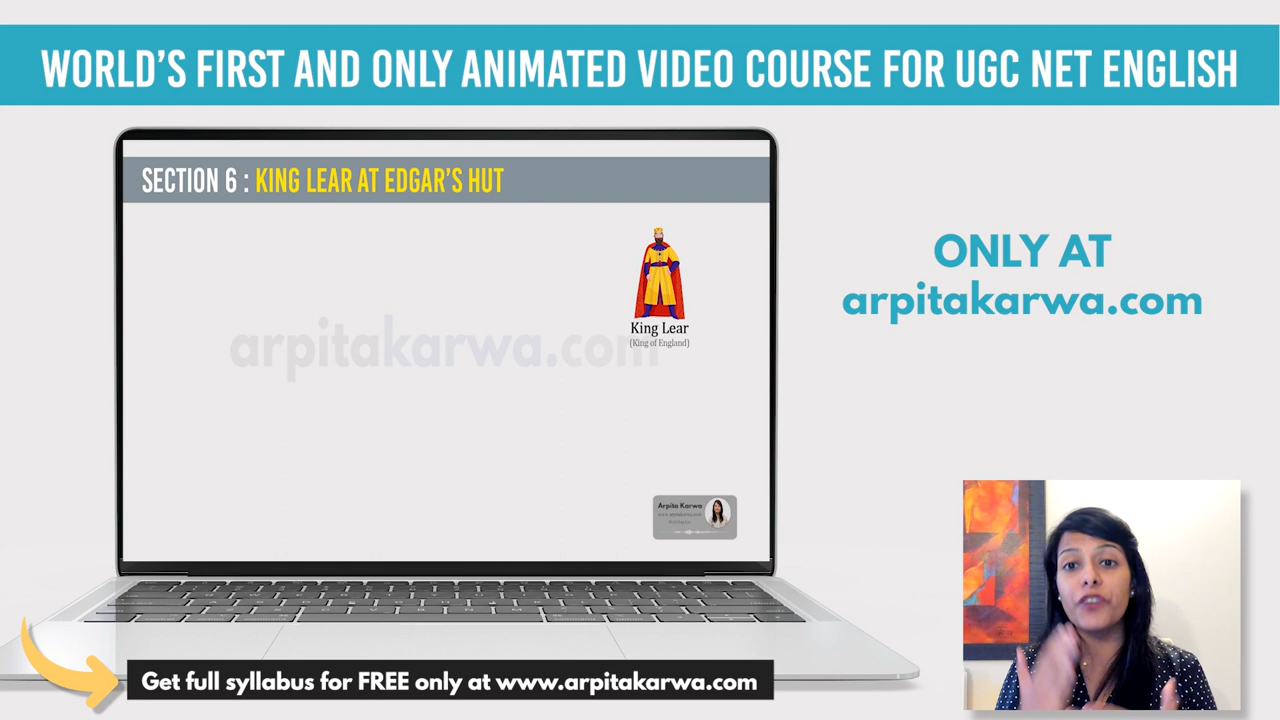 WORLD'S FIRST AND ONLY ANIMATED VIDEO COURSE FOR UGC NET ENGLISH
SECTION 6 : KING LEAR AT EDGAR'S HUT
ONLY AT
arpitakarwa.com
King Lear
(King of England)
arpitakarwa.com
Arpita Karwa
Get full syllabus for FREE only at www.arpitakarwa.com